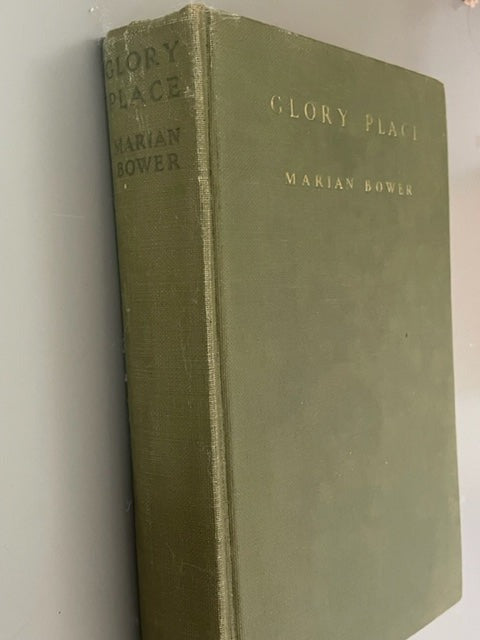 GLORY
PLACE
MARIAN
BOWER
GLORY PLACE
MARIAN BOWER